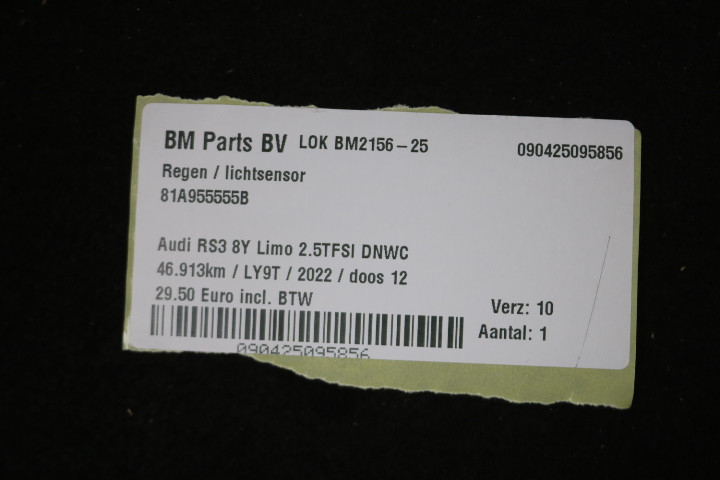 BM Parts BV LOK BM2156-25 090425095856
Regen / lichtsensor
81A955555B
Audi RS3 8Y Limo 2.5TFSI DNWC
46.913km / LY9T / 2022 / doos 12
29.50 Euro incl. BTW
Verz: 10
Aantal: 1
090425095856